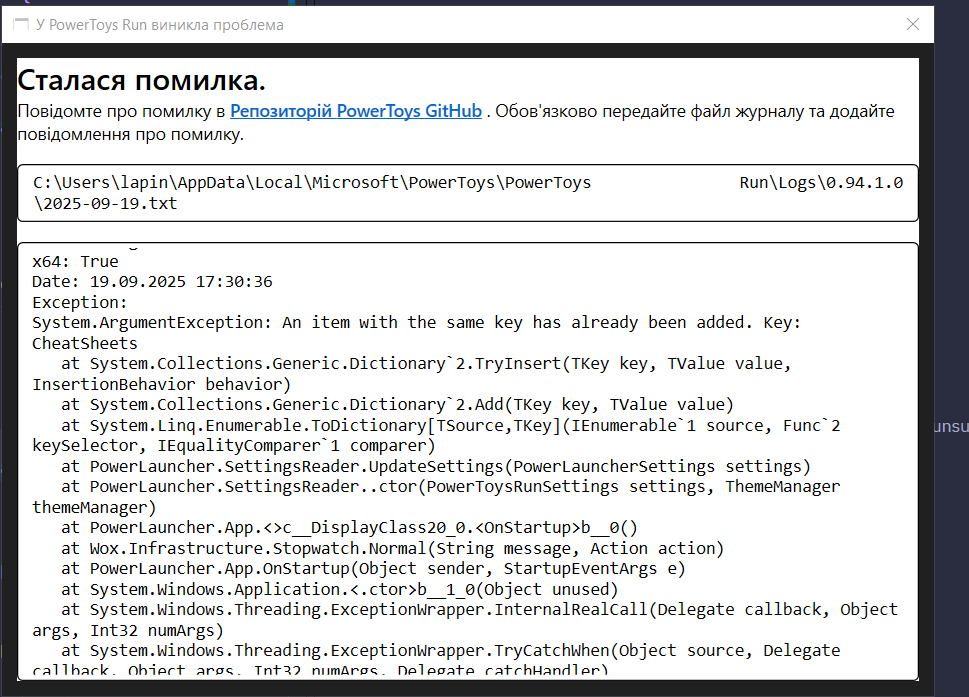 У PowerToys Run виникла проблема
Сталася помилка.
Повідомте про помилку в Репозиторій PowerToys GitHub . Обов'язково передайте файл журналу та додайте
повідомлення про помилку.
C:\Users\lapin\AppData\Local\Microsoft\PowerToys\PowerToys Run\Logs\0.94.1.0
\2025-09-19.txt
x64: True
Date: 19.09.2025 17:30:36
Exception:
System.ArgumentException: An item with the same key has already been added. Key:
CheatSheets
at System.Collections.Generic.Dictionary`2.TryInsert(TKey key, TValue value,
InsertionBehavior behavior)
at System.Collections.Generic.Dictionary`2.Add(TKey key, TValue value)
at System.Linq.Enumerable.ToDictionary[TSource,TKey](IEnumerable`1 source, Func`2
keySelector, IEqualityComparer`1 comparer)
at PowerLauncher.SettingsReader.UpdateSettings(PowerLauncherSettings settings)
at PowerLauncher.SettingsReader..ctor(PowerToysRunSettings settings, ThemeManager
themeManager)
at PowerLauncher.App.<>c__DisplayClass20_0.<OnStartup>b__0()
at Wox.Infrastructure.Stopwatch.Normal(String message, Action action)
at PowerLauncher.App.OnStartup(Object sender, StartupEventArgs e)
at System.Windows.Application.<.ctor>b__1_0(Object unused)
at System.Windows.Threading.ExceptionWrapper.InternalRealCall(Delegate callback, Object
args, Int32 numArgs)
at System.Windows.Threading.ExceptionWrapper.TryCatchWhen(Object source, Delegate
callback, Object args, Int32 numArgs, Delegate catchHandler)
unsu